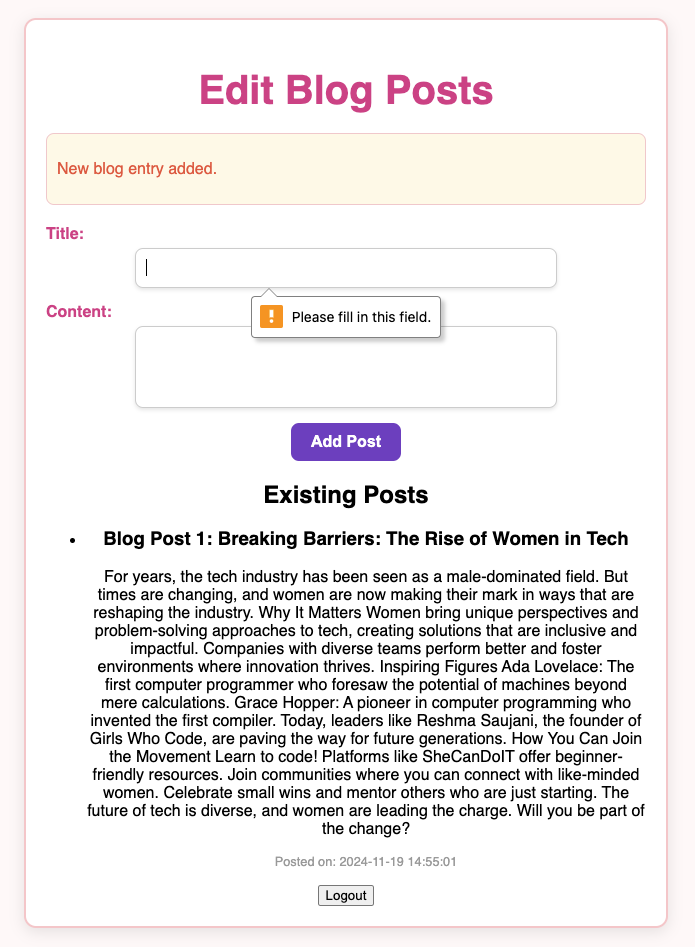 Edit Blog Posts
New blog entry added.
Title:
Please fill in this field.
Content:
Add Post
Existing Posts
• Blog Post 1: Breaking Barriers: The Rise of Women in Tech
For years, the tech industry has been seen as a male-dominated field. But
times are changing, and women are now making their mark in ways that are
reshaping the industry. Why It Matters Women bring unique perspectives and
problem-solving approaches to tech, creating solutions that are inclusive and
impactful. Companies with diverse teams perform better and foster
environments where innovation thrives. Inspiring Figures Ada Lovelace: The
first computer programmer who foresaw the potential of machines beyond
mere calculations. Grace Hopper: A pioneer in computer programming who
invented the first compiler. Today, leaders like Reshma Saujani, the founder of
Girls Who Code, are paving the way for future generations. How You Can Join
the Movement Learn to code! Platforms like SheCanDoIT offer beginner-
friendly resources. Join communities where you can connect with like-minded
women. Celebrate small wins and mentor others who are just starting. The
future of tech is diverse, and women are leading the charge. Will you be part of
the change?
Posted on: 2024-11-19 14:55:01
Logout